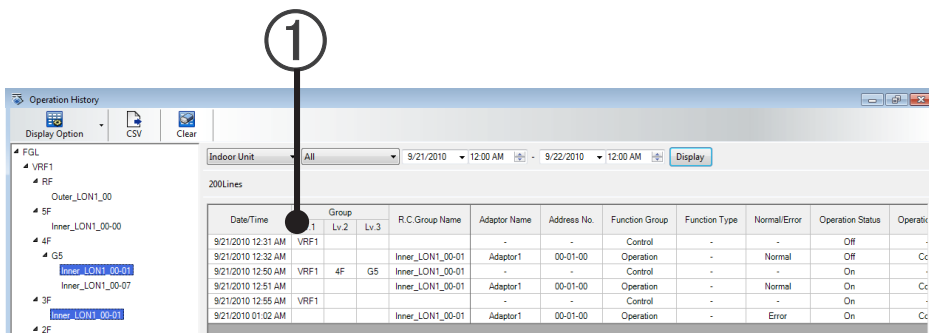 1
Operation History
Display Option CSV Clear
FGL
VRF1
RF
Outer_LON1_00
5F
Inner_LON1_00-00
4F
G5
Inner_LON1_00-01
Inner_LON1_00-07
3F
Inner_LON1_00-01
2F
Indoor Unit All 9/21/2010 12:00 AM - 9/22/2010 12:00 AM Display
200Lines
Date/Time Group R.C.Group Name Adaptor Name Address No. Function Group Function Type Normal/Error Operation Status Operatic
.1 Lv.2 Lv.3
9/21/2010 12:31 AM VRF1 - - Control - - Off -
9/21/2010 12:32 AM Inner_LON1_00-01 Adaptor1 00-01-00 Operation - Normal Off Co
9/21/2010 12:50 AM VRF1 4F G5 Inner_LON1_00-01 - - Control - - On -
9/21/2010 12:51 AM Inner_LON1_00-01 Adaptor1 00-01-00 Operation - Normal On Co
9/21/2010 12:55 AM VRF1 - - Control - - On -
9/21/2010 01:02 AM Inner_LON1_00-01 Adaptor1 00-01-00 Operation - Error On Co